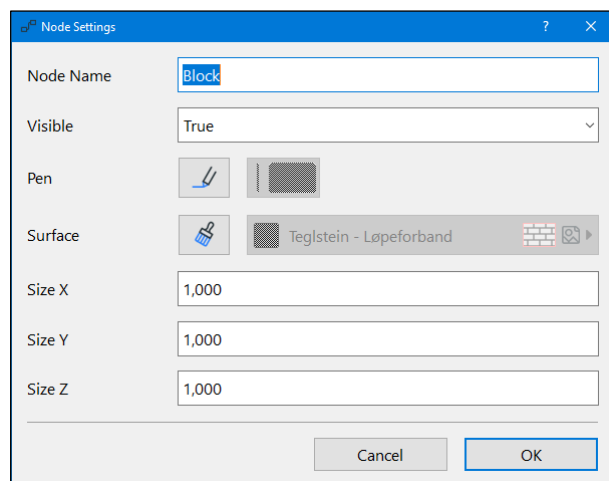 Node Settings
?
Node Name
Block
Visible
True
Pen
Surface
Teglstein - Løpeforband
Size X
1,000
Size Y
1,000
Size Z
1,000
Cancel
OK